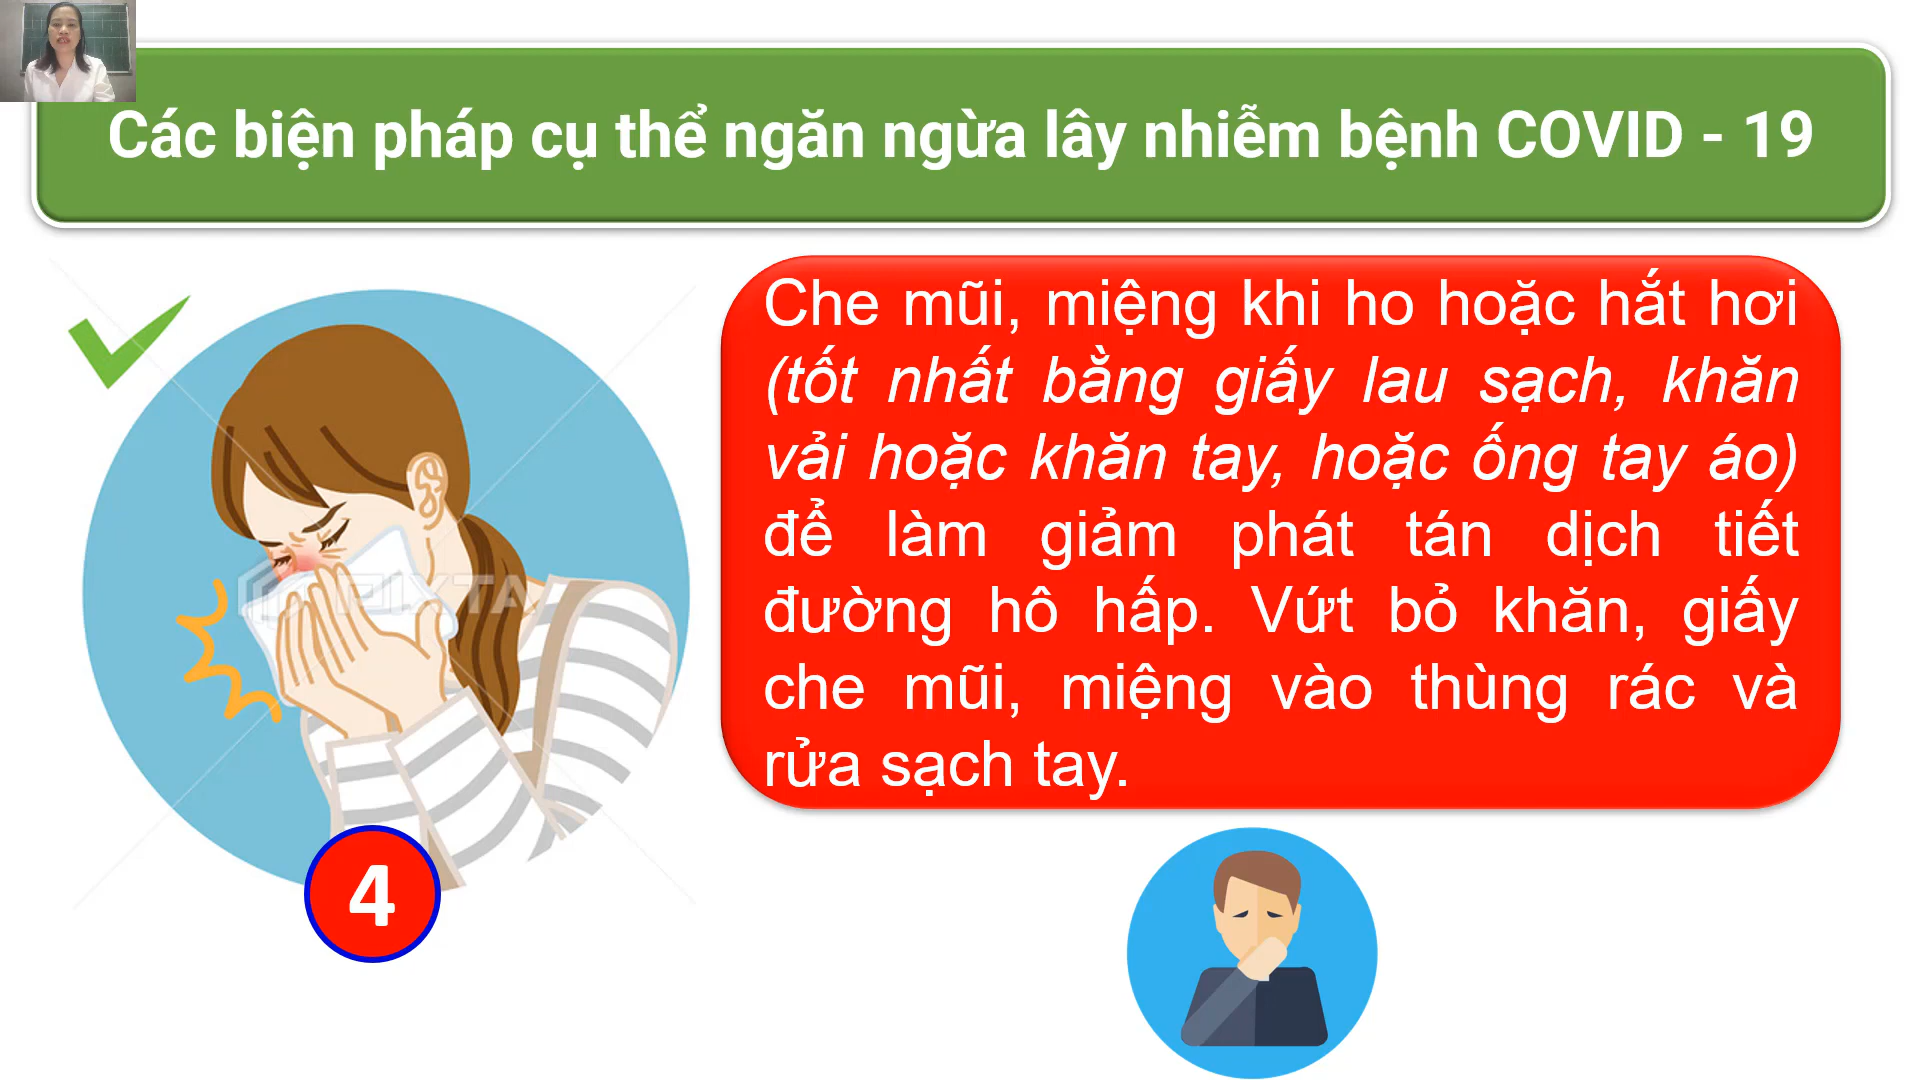 Các biện pháp cụ thể ngăn ngừa lây nhiễm bệnh COVID - 19
Che mũi, miệng khi ho hoặc hắt hơi
(tốt nhất bằng giấy lau sạch, khăn
vải hoặc khăn tay, hoặc ống tay áo)
để làm giảm phát tán dịch tiết
đường hô hấp. Vứt bỏ khăn, giấy
che mũi, miệng vào thùng rác và
rửa sạch tay.
PIXTA
4